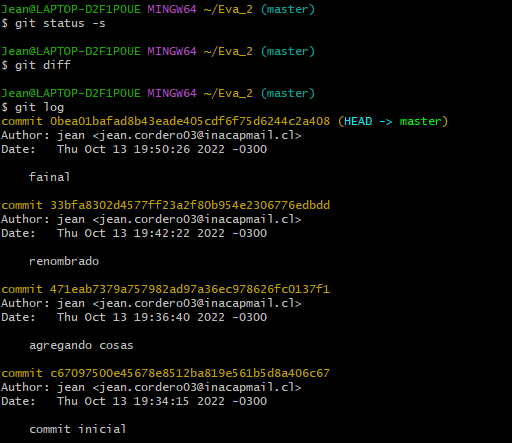 Jean@LAPTOP-D2F1POUE MINGW64 ~/Eva_2 (master)
$ git status -s
Jean@LAPTOP-D2F1POUE MINGW64 ~/Eva_2 (master)
$ git diff
Jean@LAPTOP-D2F1POUE MINGW64 ~/Eva_2 (master)
$ git log
commit 0bea01bafad8b43eade405cdf6f75d6244c2a408 (HEAD -> master)
Author: jean <jean.cordero03@inacapmail.cl>
Date:   Thu Oct 13 19:50:26 2022 -0300
fainal
commit 33bfa8302d4577ff23a2f80b954e2306776edbdd
Author: jean <jean.cordero03@inacapmail.cl>
Date:   Thu Oct 13 19:42:22 2022 -0300
renombrado
commit 471eab7379a757982ad97a36ec978626fc0137f1
Author: jean <jean.cordero03@inacapmail.cl>
Date:   Thu Oct 13 19:36:40 2022 -0300
agregando cosas
commit c67097500e45678e8512ba819e561b5d8a406c67
Author: jean <jean.cordero03@inacapmail.cl>
Date:   Thu Oct 13 19:34:15 2022 -0300
commit inicial